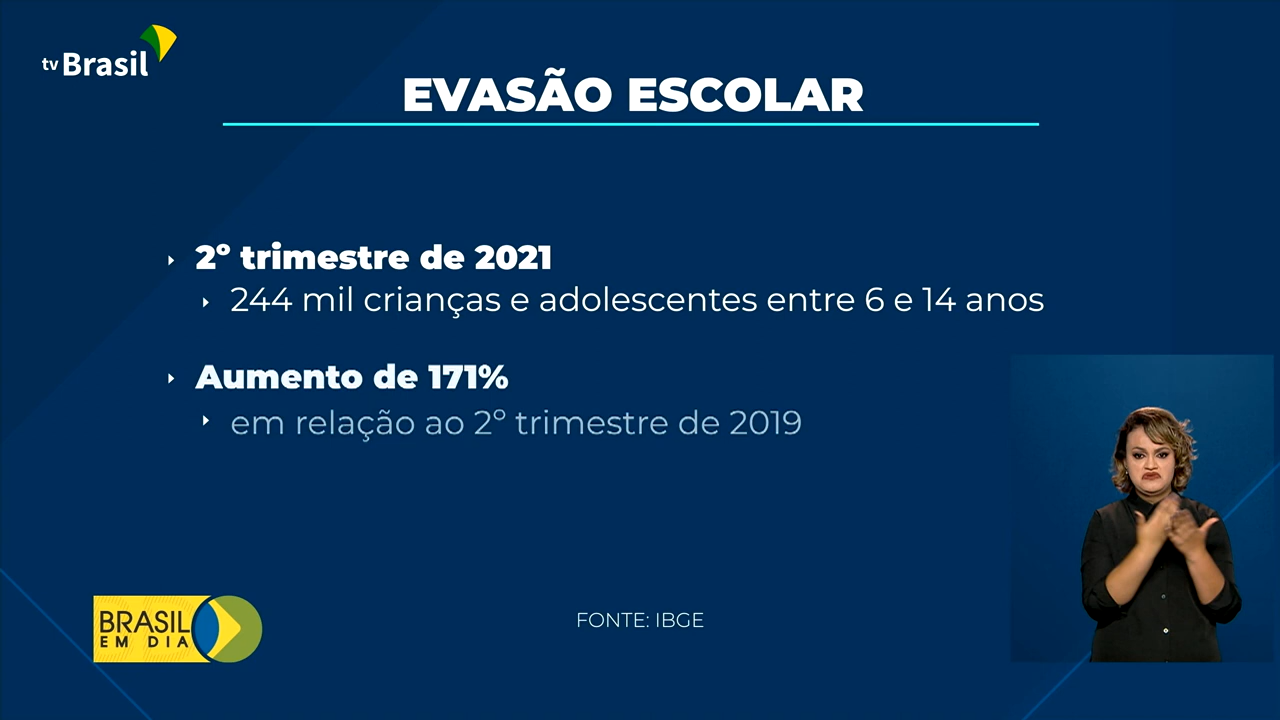 tv Brasil
EVASÃO ESCOLAR
2º trimestre de 2021
244 mil crianças e adolescentes entre 6 e 14 anos
Aumento de 171%
em relação ao 2º trimestre de 2019
BRASIL
EM DIA
FONTE: IBGE